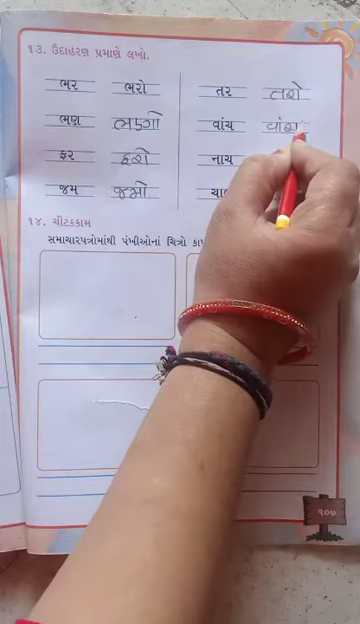 ૧૩. ઉદાહરણ પ્રમાણે લખો.
ભર ભરો તર તરો
ભણ ભણો વાંચ વાંચ
ફર ફરો નાચ
જમ જમો ચા
૧૪. ચીટકકામ
સમાચારપત્રોમાંથી પંખીઓનાં ચિત્રો કા
૧૦૭